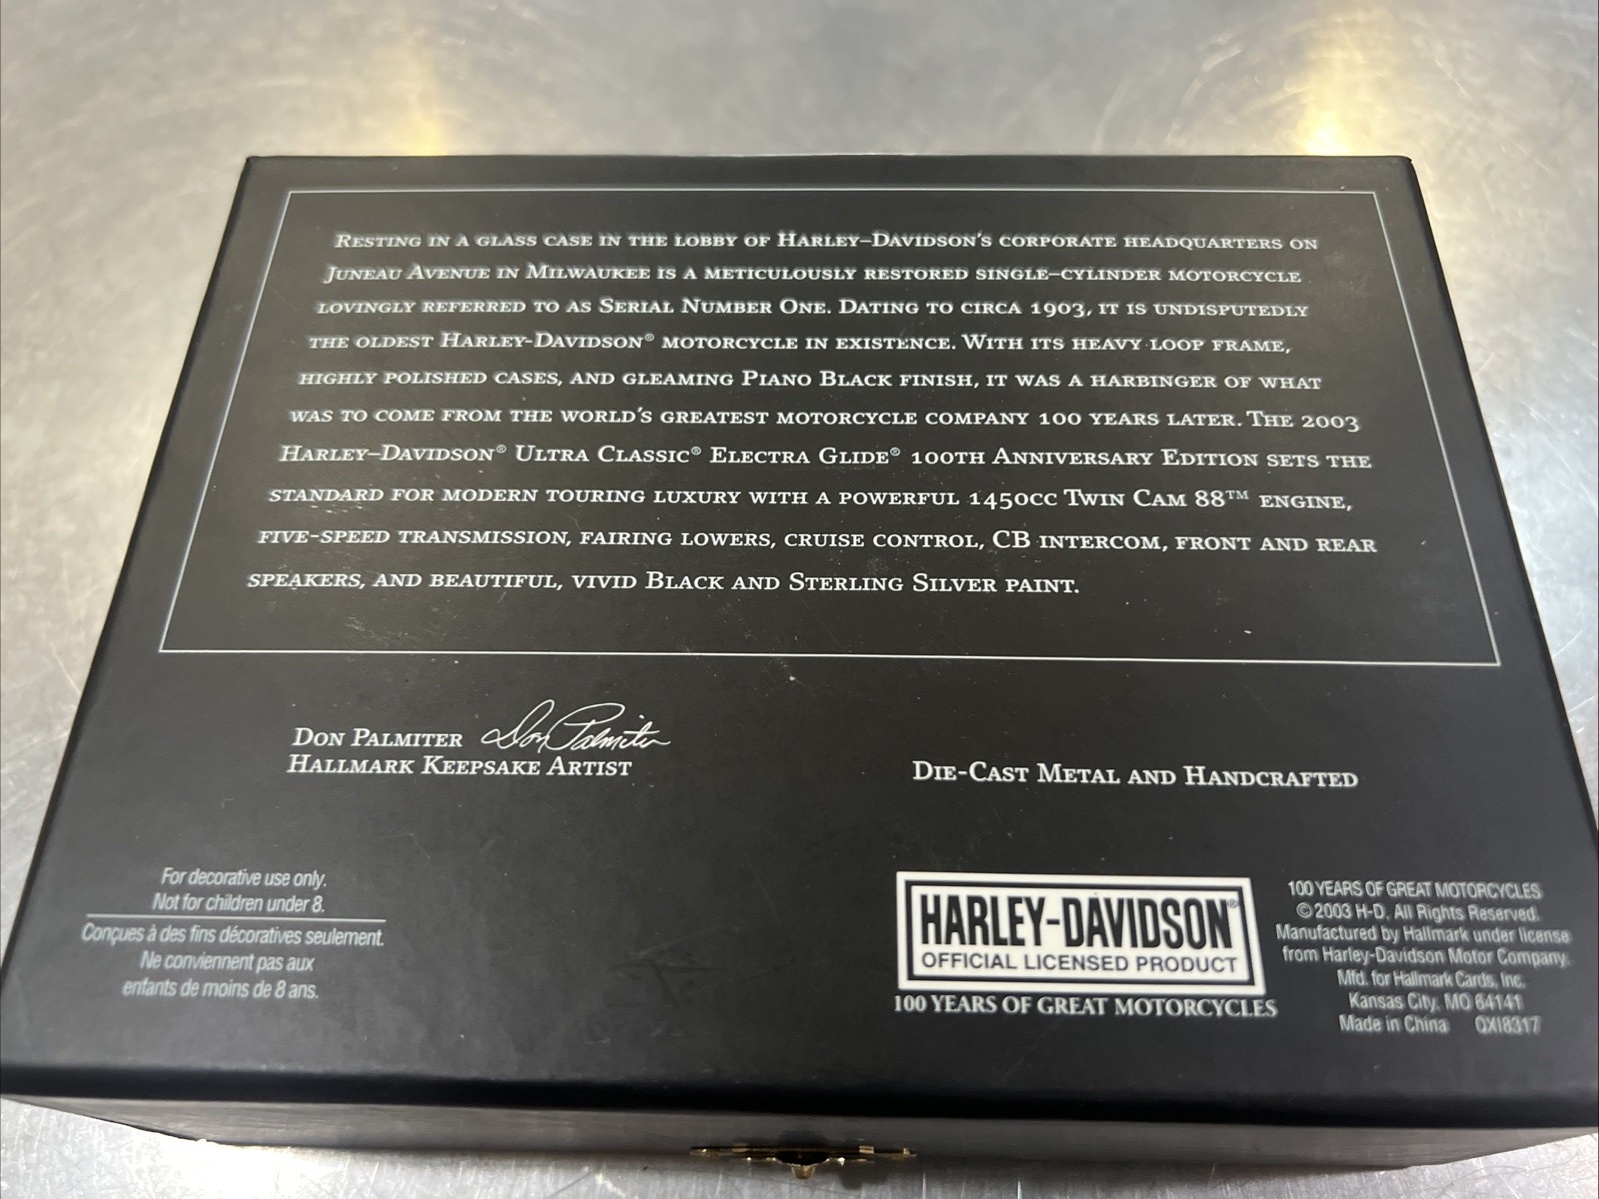 Resting in a glass case in the lobby of Harley–Davidson's corporate headquarters on
Juneau Avenue in Milwaukee is a meticulously restored single–cylinder motorcycle
lovingly referred to as Serial Number One. Dating to circa 1903, it is undisputedly
the oldest Harley-Davidson® motorcycle in existence. With its heavy loop frame,
highly polished cases, and gleaming Piano Black finish, it was a harbinger of what
was to come from the world's greatest motorcycle company 100 years later. The 2003
Harley–Davidson® Ultra Classic® Electra Glide® 100th Anniversary Edition sets the
standard for modern touring luxury with a powerful 1450cc Twin Cam 88™ engine,
five-speed transmission, fairing lowers, cruise control, CB intercom, front and rear
speakers, and beautiful, vivid Black and Sterling Silver paint.
Don Palmiter Don Palmiter
Hallmark Keepsake Artist
Die-Cast Metal and Handcrafted
For decorative use only.
Not for children under 8.
Conçues à des fins décoratives seulement.
Ne conviennent pas aux
enfants de moins de 8 ans.
HARLEY-DAVIDSON®
OFFICIAL LICENSED PRODUCT
100 YEARS OF GREAT MOTORCYCLES
100 YEARS OF GREAT MOTORCYCLES
©2003 H-D, All Rights Reserved.
Manufactured by Hallmark under license
from Harley-Davidson Motor Company.
Mfd. for Hallmark Cards, Inc.
Kansas City, MO 64141
Made in China QXI8317